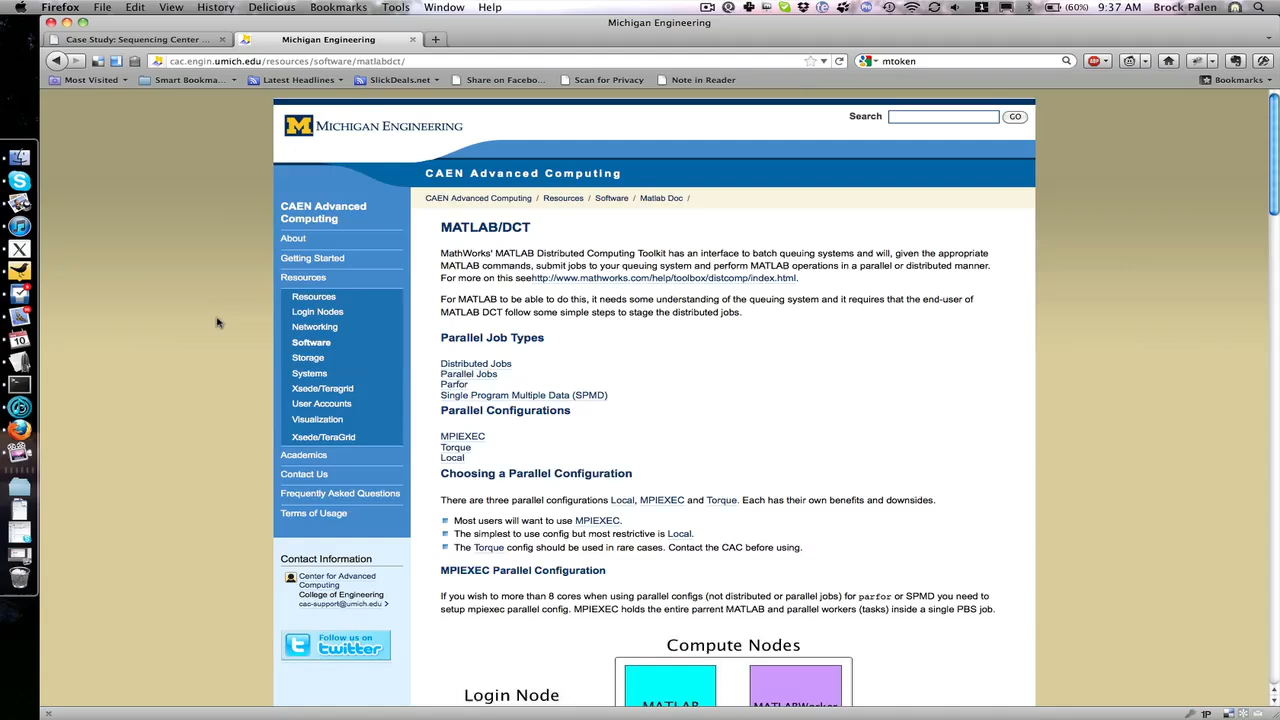 Firefox File Edit View History Delicious Bookmarks Tools Window Help
1 (60%) 9:37 AM Brock Palen
Michigan Engineering
Case Study: Sequencing Center ...
Michigan Engineering
cac.engin.umich.edu/resources/software/matlabdct/
mtoken
Most Visited
Smart Bookma...
Latest Headlines
SlickDeals.net
Share on Facebo...
Scan for Privacy
Note in Reader
Bookmarks
M MICHIGAN ENGINEERING
Search
GO
CAEN Advanced Computing
CAEN Advanced Computing / Resources / Software / Matlab Doc /
CAEN Advanced
Computing
About
Getting Started
Resources
Resources
Login Nodes
Networking
Software
Storage
Systems
Xsede/Teragrid
User Accounts
Visualization
Xsede/TeraGrid
Academics
Contact Us
Frequently Asked Questions
Terms of Usage
Contact Information
Center for Advanced
Computing
College of Engineering
cac-support@umich.edu
Follow us on
twitter
MATLAB/DCT
MathWorks' MATLAB Distributed Computing Toolkit has an interface to batch queuing systems and will, given the appropriate
MATLAB commands, submit jobs to your queuing system and perform MATLAB operations in a parallel or distributed manner.
For more on this seehttp://www.mathworks.com/help/toolbox/distcomp/index.html.
For MATLAB to be able to do this, it needs some understanding of the queuing system and it requires that the end-user of
MATLAB DCT follow some simple steps to stage the distributed jobs.
Parallel Job Types
Distributed Jobs
Parallel Jobs
Parfor
Single Program Multiple Data (SPMD)
Parallel Configurations
MPIEXEC
Torque
Local
Choosing a Parallel Configuration
There are three parallel configurations Local, MPIEXEC and Torque. Each has their own benefits and downsides.
Most users will want to use MPIEXEC.
The simplest to use config but most restrictive is Local.
The Torque config should be used in rare cases. Contact the CAC before using.
MPIEXEC Parallel Configuration
If you wish to more than 8 cores when using parallel configs (not distributed or parallel jobs) for parfor or SPMD you need to
setup mpiexec parallel config. MPIEXEC holds the entire parrent MATLAB and parallel workers (tasks) inside a single PBS job.
Compute Nodes
Login Node
MATLAB
MATLABWorker
10
1P